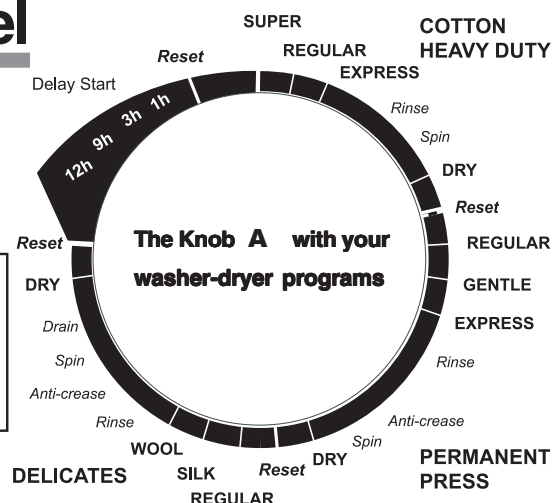 el
SUPER
COTTON
HEAVY DUTY
Reset
REGULAR
EXPRESS
Delay Start
1h
3h
9h
12h
Rinse
Spin
DRY
Reset
REGULAR
GENTLE
EXPRESS
Rinse
Anti-crease
Spin
PERMANENT
PRESS
DRY
Reset
REGULAR
SILK
WOOL
DELICATES
Rinse
Anti-crease
Spin
Drain
DRY
Reset
The Knob A with your
washer-dryer programs